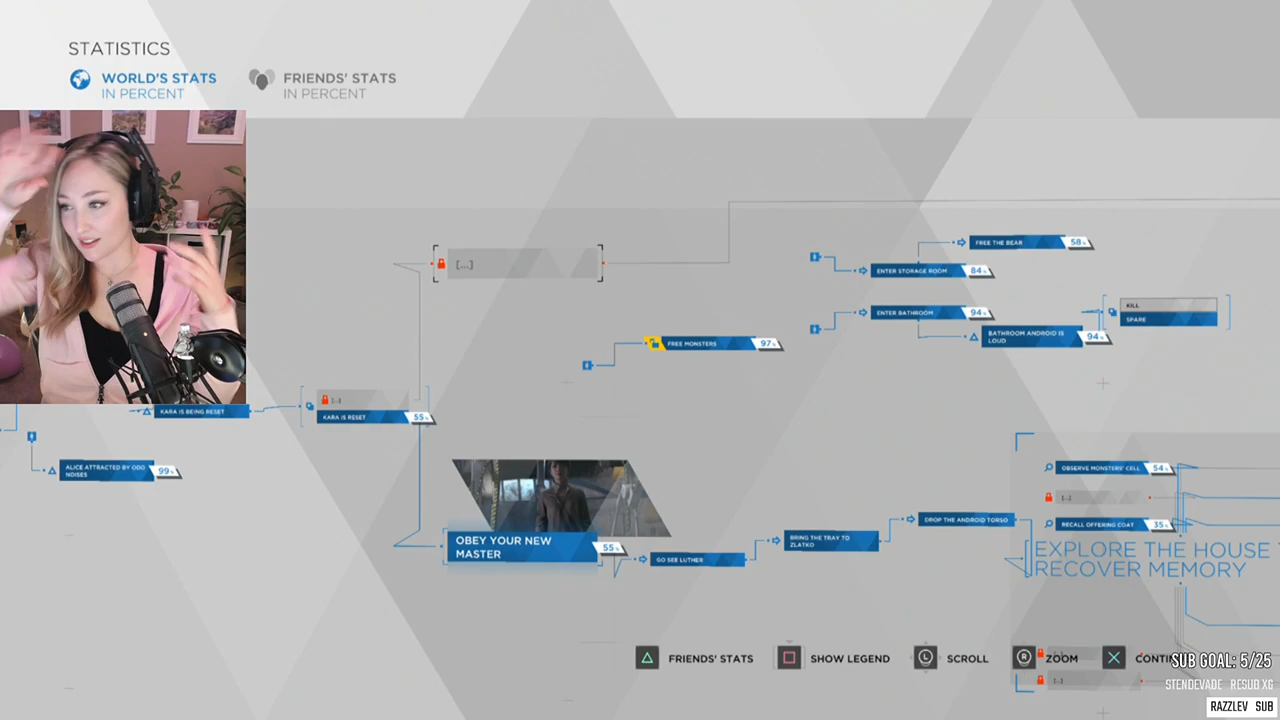 STATISTICS
WORLD'S STATS
IN PERCENT
FRIENDS' STATS
IN PERCENT
[...]
FREE THE BEAR 58%
ENTER STORAGE ROOM 84%
ENTER BATHROOM 94%
KILL
SPARE
BATHROOM ANDROID IS
LOUD 94%
FREE MONSTERS 97%
[...]
KARA IS BEING RESET
KARA IS RESET 55%
ALICE ATTRACTED BY ODD
NOISES 99%
OBSERVE MONSTERS' CELL 54%
[...]
RECALL OFFERING COAT 35%
DROP THE ANDROID TORSO
BRING THE TRAY TO
ZLATKO
OBEY YOUR NEW
MASTER 55%
GO SEE LUTHER
EXPLORE THE HOUSE
RECOVER MEMORY
FRIENDS' STATS
SHOW LEGEND
L SCROLL
R ZOOM
[...]
SUB GOAL: 5/25
STENDEVADE RESUB XG
RAZZLEV SUB